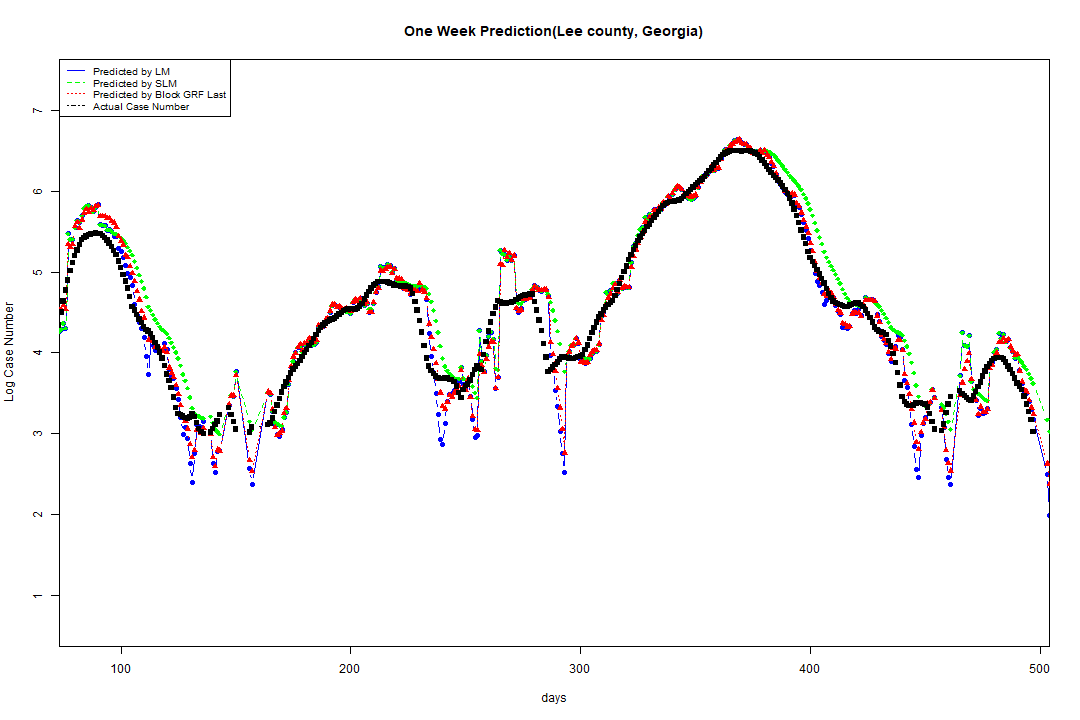 One Week Prediction(Lee county, Georgia)
Predicted by LM
Predicted by SLM
Predicted by Block GRF Last
Actual Case Number
7
6
5
4
3
2
1
Log Case Number
100 200 300 400 500
days